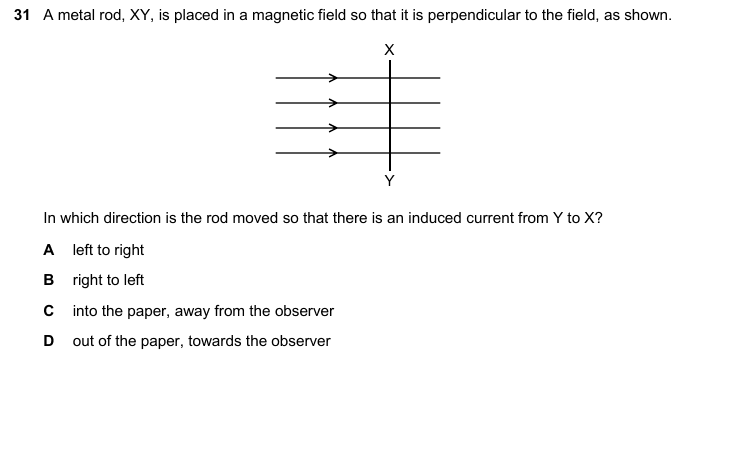 31 A metal rod, XY, is placed in a magnetic field so that it is perpendicular to the field, as shown.
X
Y
In which direction is the rod moved so that there is an induced current from Y to X?
A left to right
B right to left
C into the paper, away from the observer
D out of the paper, towards the observer